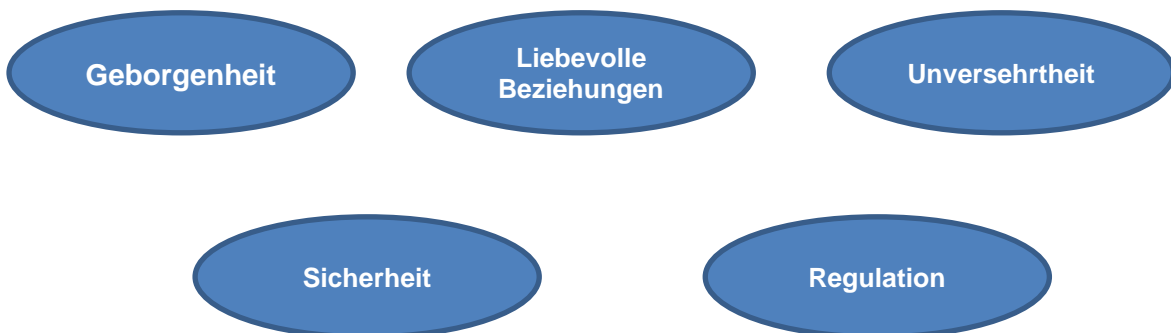 Geborgenheit
Liebevolle
Beziehungen
Unversehrtheit
Sicherheit
Regulation